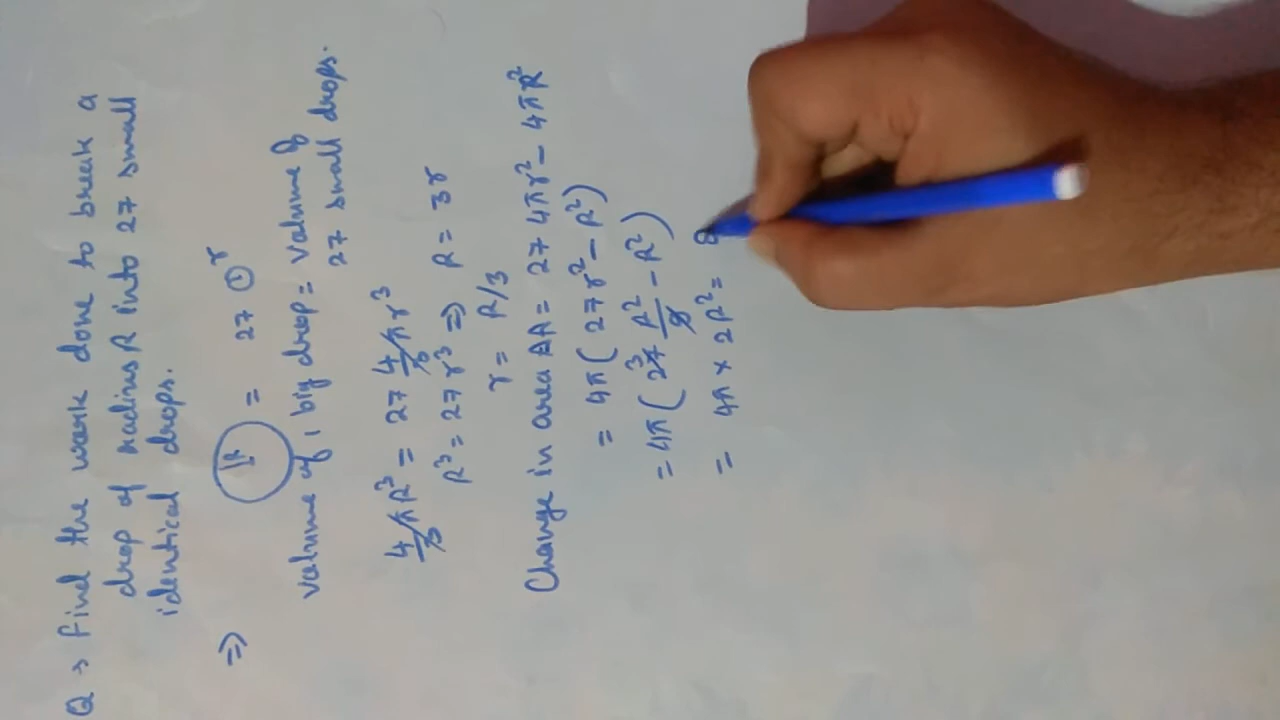 Q → Find the work done to break a
drop of radius R into 27 small
identical drops.
⇒ R = 27 r
volume of 1 big drop = volume of
27 small drops.
4/3 πR³ = 27 4/3 πr³
R³ = 27r³ ⇒ R = 3r
r = R/3
Change in area ΔA = 27 4πr² − 4πR²
= 4π(27r² − R²)
= 4π(27 3 R²/9 − R²)
= 4π × 2R² = 8